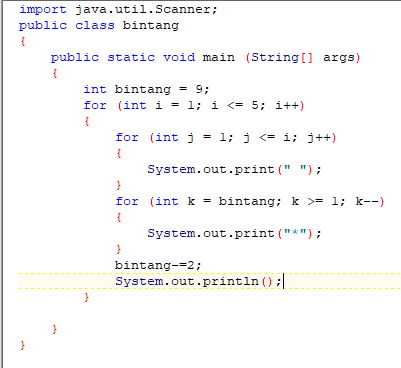 import java.util.Scanner;
public class bintang
{
    public static void main (String[] args)
    {
        int bintang = 9;
        for (int i = 1; i <= 5; i++)
        {
            for (int j = 1; j <= i; j++)
            {
                System.out.print(" ");
            }
            for (int k = bintang; k >= 1; k--)
            {
                System.out.print("*");
            }
            bintang-=2;
            System.out.println();
        }
    }
}